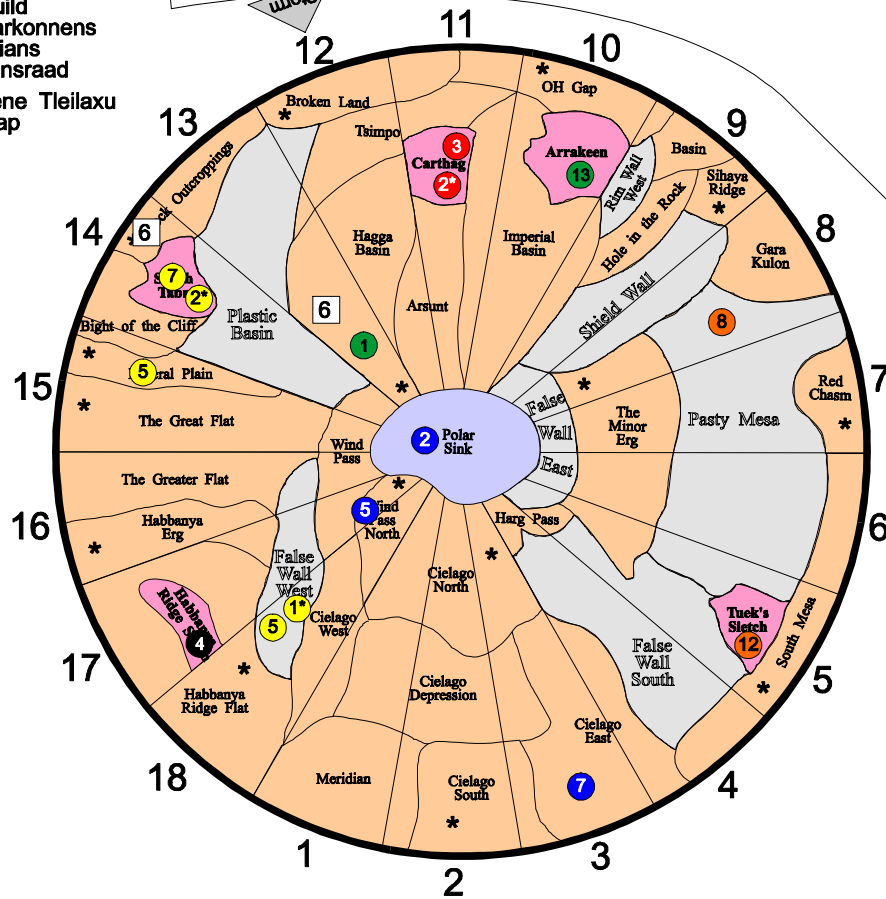 uild
arkonnens
ians
nsraad
ene Tleilaxu
ap
Storm
11
12
10
13
9
14
8
15
7
16
6
17
5
18
4
1
3
2
*
OH Gap
Broken Land
*
Tsimpo
Carthag
3
2*
Arrakeen
13
Rim Wall
West
Basin
Sihaya
Ridge
*
Hole in the Rock
Gara
Kulon
Outcroppings
6
*
7
2*
Hagga
Basin
Imperial
Basin
Arsunt
Shield Wall
8
Plastic
Basin
6
1
*
Bight of the Cliff
*
5
Plain
*
The Great Flat
Wind
Pass
2
Polar
Sink
*
False
Wall
East
*
The
Minor
Erg
Pasty Mesa
Red
Chasm
*
The Greater Flat
Habbanya
Erg
*
5
North
Harg Pass
*
Cielago
North
False
Wall
West
1*
5
Cielago
West
Ridge
4
*
Habbanya
Ridge Flat
Cielago
Depression
False
Wall
South
Tuek's
Sietch
12
South Mesa
*
Cielago
East
7
Meridian
Cielago
South
*